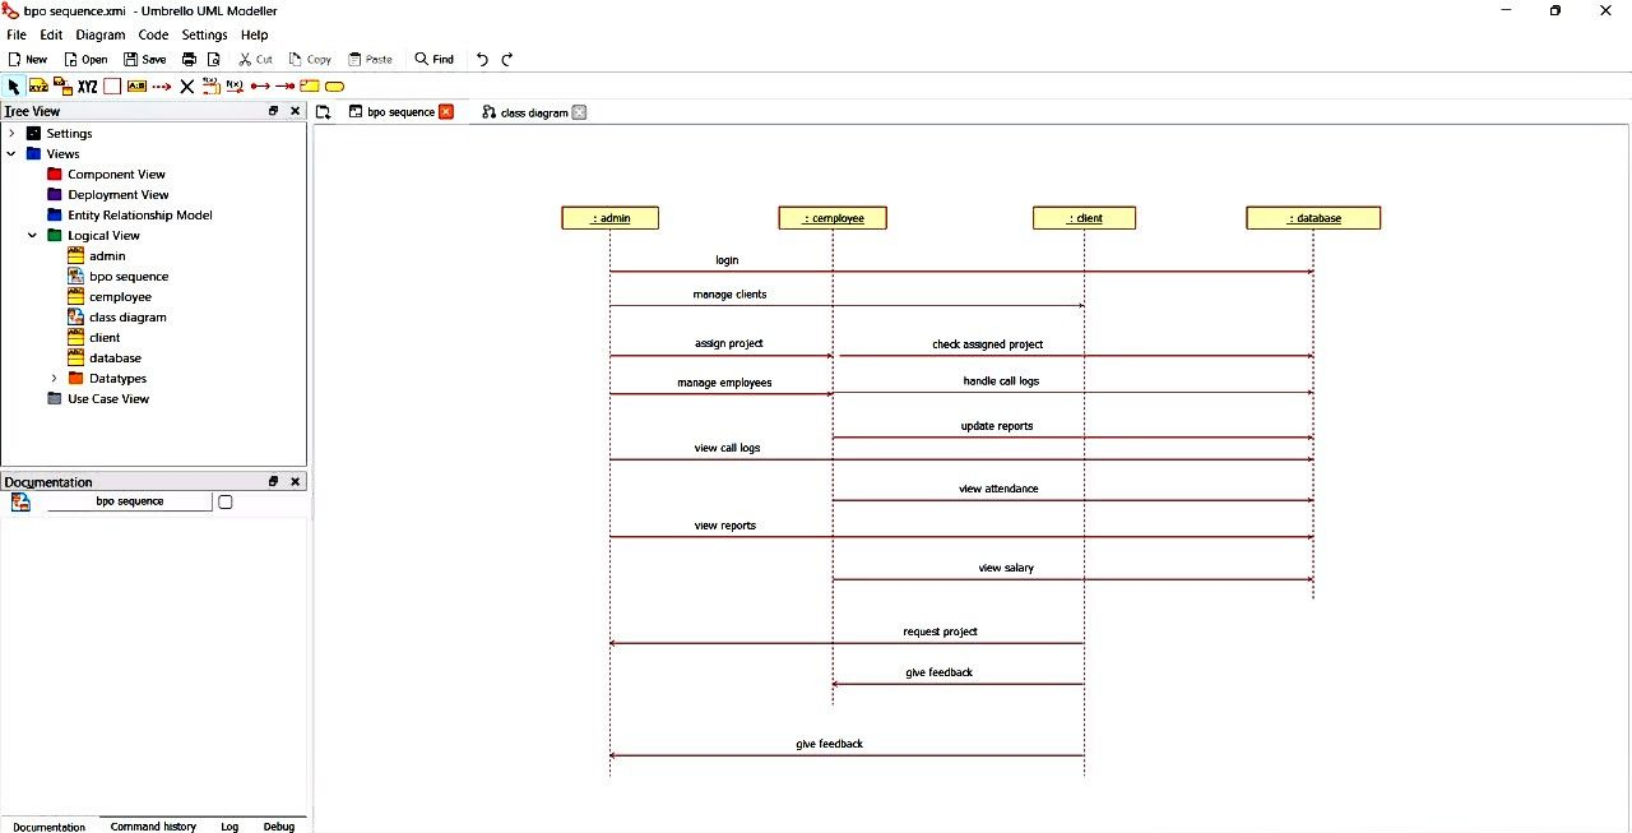 bpo sequence.xmi - Umbrello UML Modeller
File Edit Diagram Code Settings Help
New Open Save Cut Copy Paste Find
XYZ
Tree View
bpo sequence
class diagram
Settings
Views
Component View
Deployment View
Entity Relationship Model
Logical View
admin
bpo sequence
cemployee
class diagram
client
database
Datatypes
Use Case View
Documentation
bpo sequence
Documentation Command history Log Debug
: admin
: cemployee
: client
: database
login
manage clients
assign project
check assigned project
manage employees
handle call logs
update reports
view call logs
view attendance
view reports
view salary
request project
give feedback
give feedback